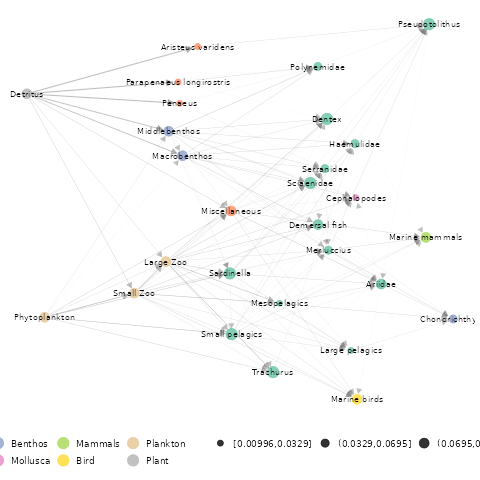 Pseupotolithus
Aristeus varidens
Polynemidae
Parapenaeus longirostris
Detritus
Penaeus
Dentex
Middlebenthos
Haemulidae
Macrobenthos
Serranidae
Sciaenidae
Cephalopodes
Miscellaneous
Demersal fish
Marine mammals
Merluccius
Large Zoo
Sardinella
Ariidae
Small Zoo
Mesopelagics
Phytoplankton
Chondrichthy
Small pelagics
Large pelagics
Trachurus
Marine birds
Benthos Mammals Plankton [0.00996,0.0329] (0.0329,0.0695] (0.0695,0
Mollusca Bird Plant